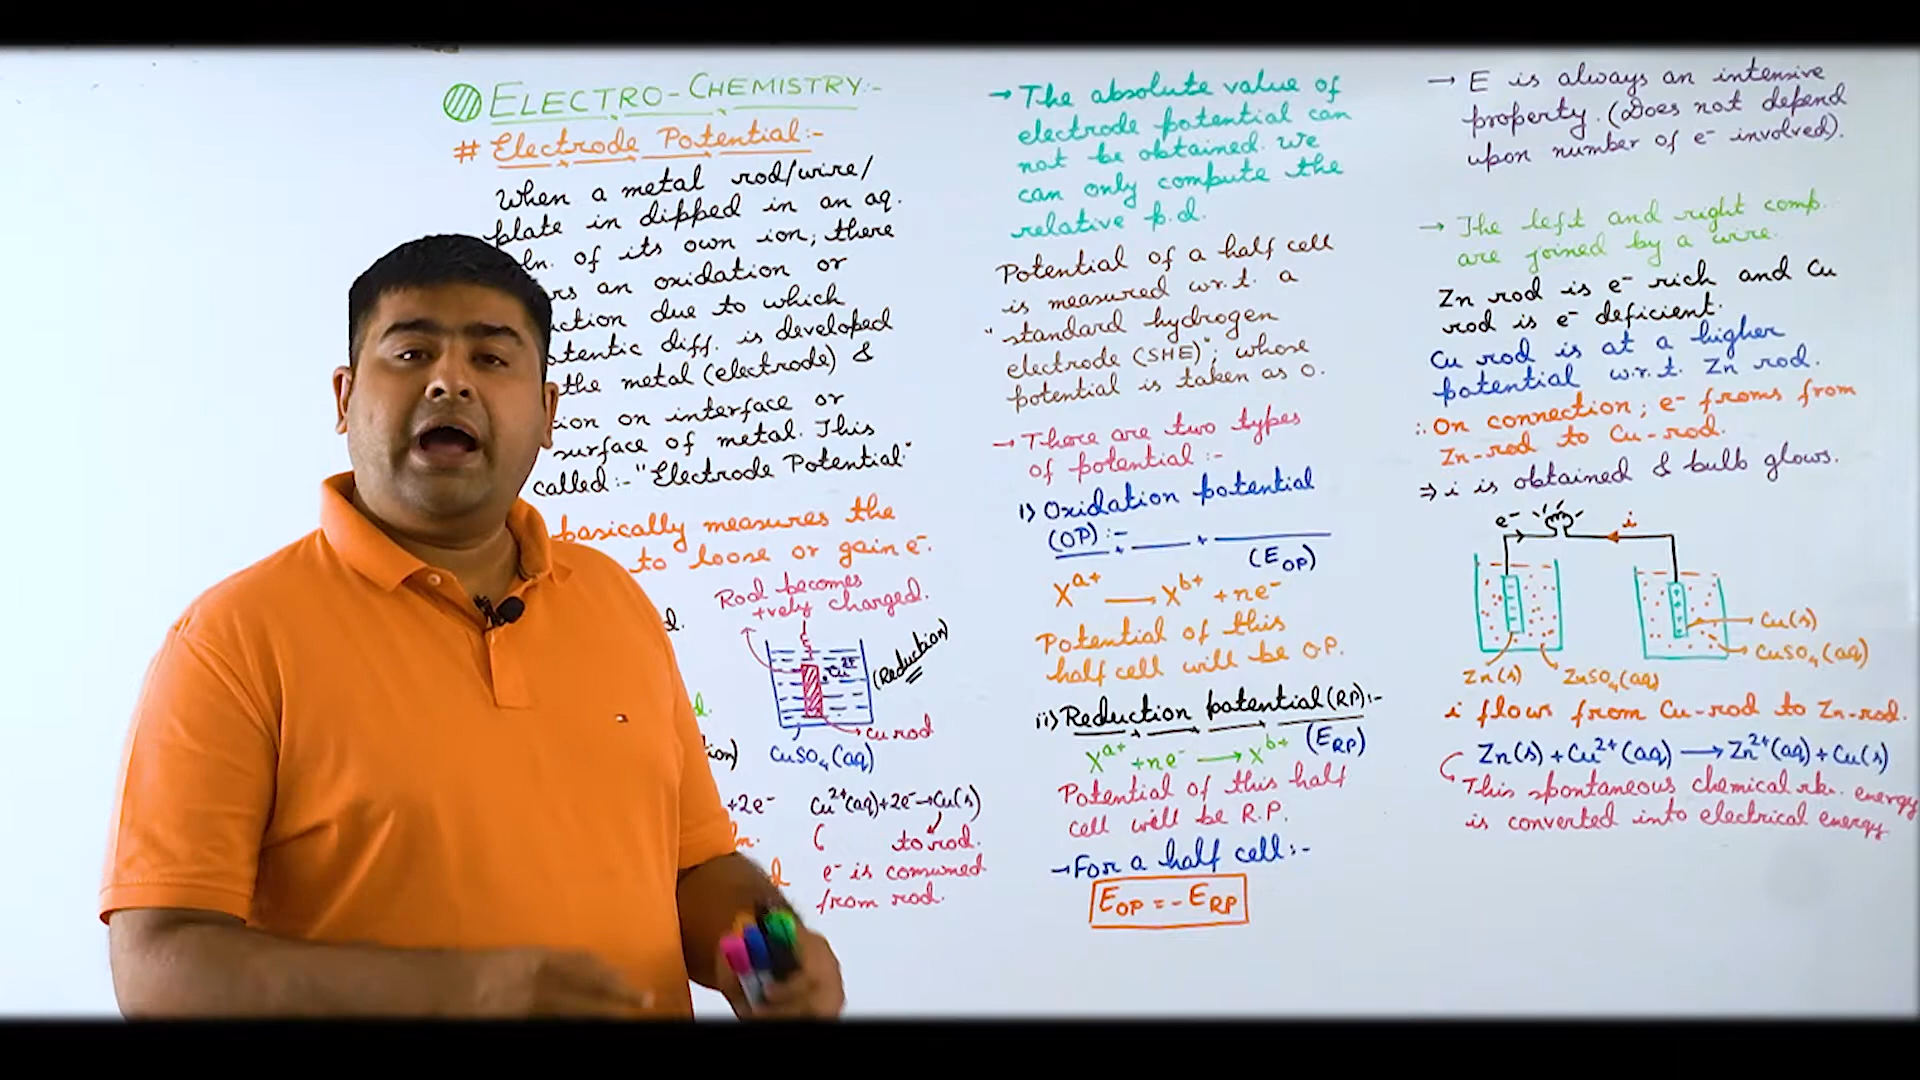 ELECTRO-CHEMISTRY:-
# Electrode Potential:-
When a metal rod/wire/
plate in dipped in an aq.
ln. of its own ion; there
rs an oxidation or
ction due to which
otentic diff. is developed
the metal (electrode) &
ion on interface or
surface of metal. This
called:- "Electrode Potential"
basically measures the
to loose or gain e⁻.
Rod becomes
+vely charged.
d.
Cu²⁺
(Reduction)
d.
Cu rod
tion)
CuSO₄(aq)
+2e⁻
Cu²⁺(aq)+2e⁻→Cu(s)
ln.
to rod.
d
e⁻ is consumed
from rod.
→ The absolute value of
electrode potential can
not be obtained. We
can only compute the
relative p.d.
Potential of a half cell
is measured w.r.t. a
"standard hydrogen
electrode (SHE)"; whose
potential is taken as 0.
→ There are two types
of potential:-
i) Oxidation potential
(OP):-
(E_OP)
X^a+ → X^b+ + ne⁻
Potential of this
half cell will be O.P.
ii) Reduction potential (RP):-
(E_RP)
X^a+ + ne⁻ → X^b+
Potential of this half
cell will be R.P.
→ For a half cell:-
E_OP = - E_RP
→ E is always an intensive
property. (Does not depend
upon number of e⁻ involved).
→ The left and right comp.
are joined by a wire.
Zn rod is e⁻ rich and Cu
rod is e⁻ deficient.
Cu rod is at a higher
potential w.r.t. Zn rod.
∴ On connection; e⁻ froms from
Zn-rod to Cu-rod.
⇒ i is obtained & bulb glows.
e⁻
i
Cu(s)
CuSO₄(aq)
Zn(s)
ZnSO₄(aq)
i flows from Cu-rod to Zn-rod.
Zn(s) + Cu²⁺(aq) → Zn²⁺(aq) + Cu(s)
This spontaneous chemical rkn. energy
is converted into electrical energy